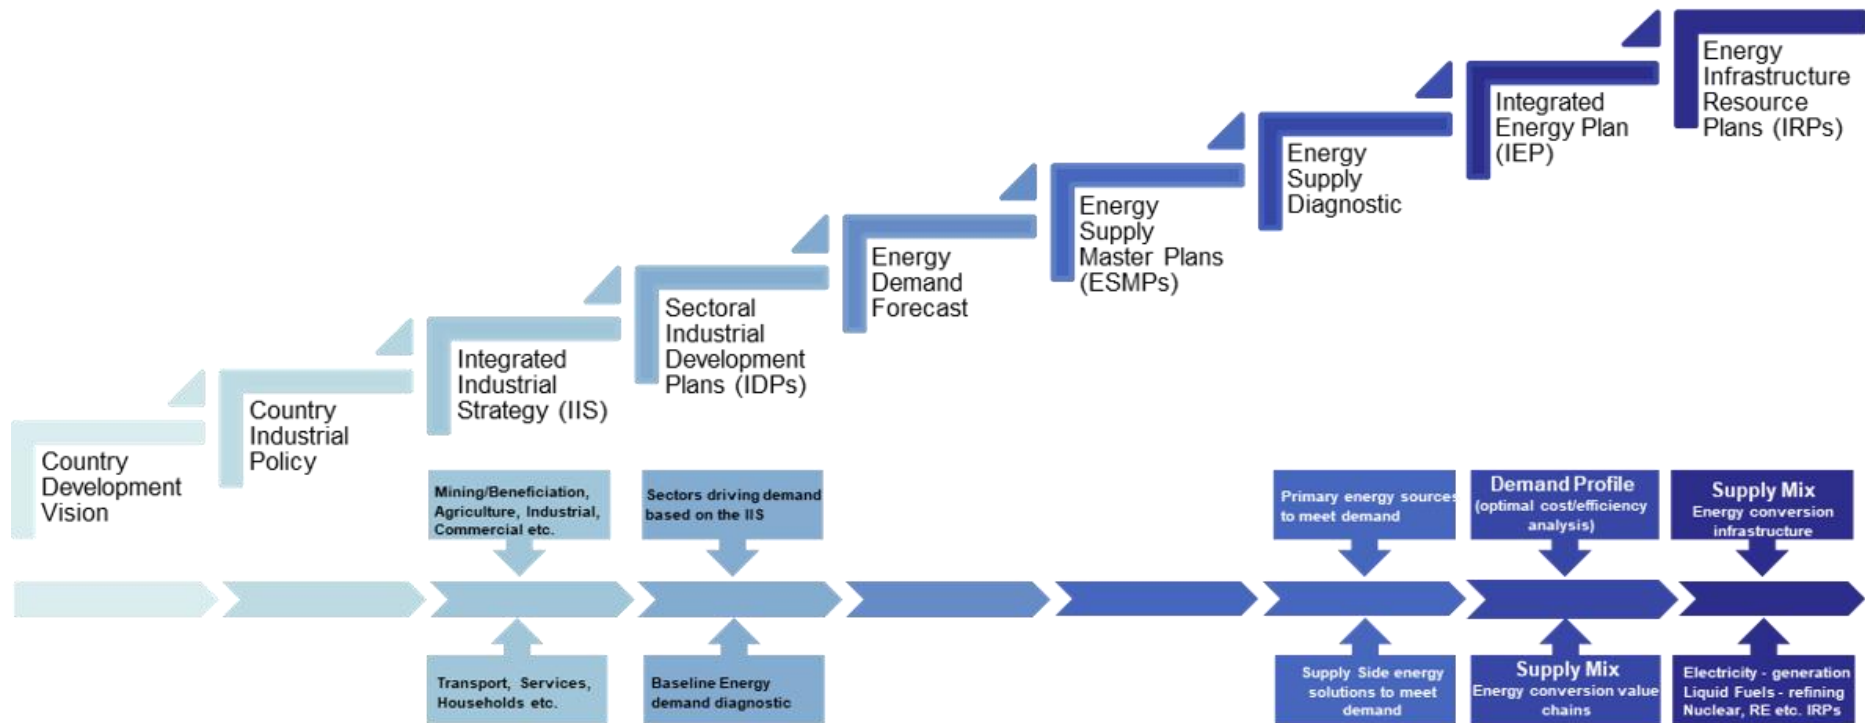 Country
Development
Vision
Country
Industrial
Policy
Integrated
Industrial
Strategy (IIS)
Sectoral
Industrial
Development
Plans (IDPs)
Energy
Demand
Forecast
Energy
Supply
Master Plans
(ESMPs)
Energy
Supply
Diagnostic
Integrated
Energy Plan
(IEP)
Energy
Infrastructure
Resource
Plans (IRPs)
Mining/Beneficiation,
Agriculture, Industrial,
Commercial etc.
Sectors driving demand
based on the IIS
Primary energy sources
to meet demand
Demand Profile
(optimal cost/efficiency
analysis)
Supply Mix
Energy conversion
infrastructure
Transport, Services,
Households etc.
Baseline Energy
demand diagnostic
Supply Side energy
solutions to meet
demand
Supply Mix
Energy conversion value
chains
Electricity - generation
Liquid Fuels - refining
Nuclear, RE etc. IRPs